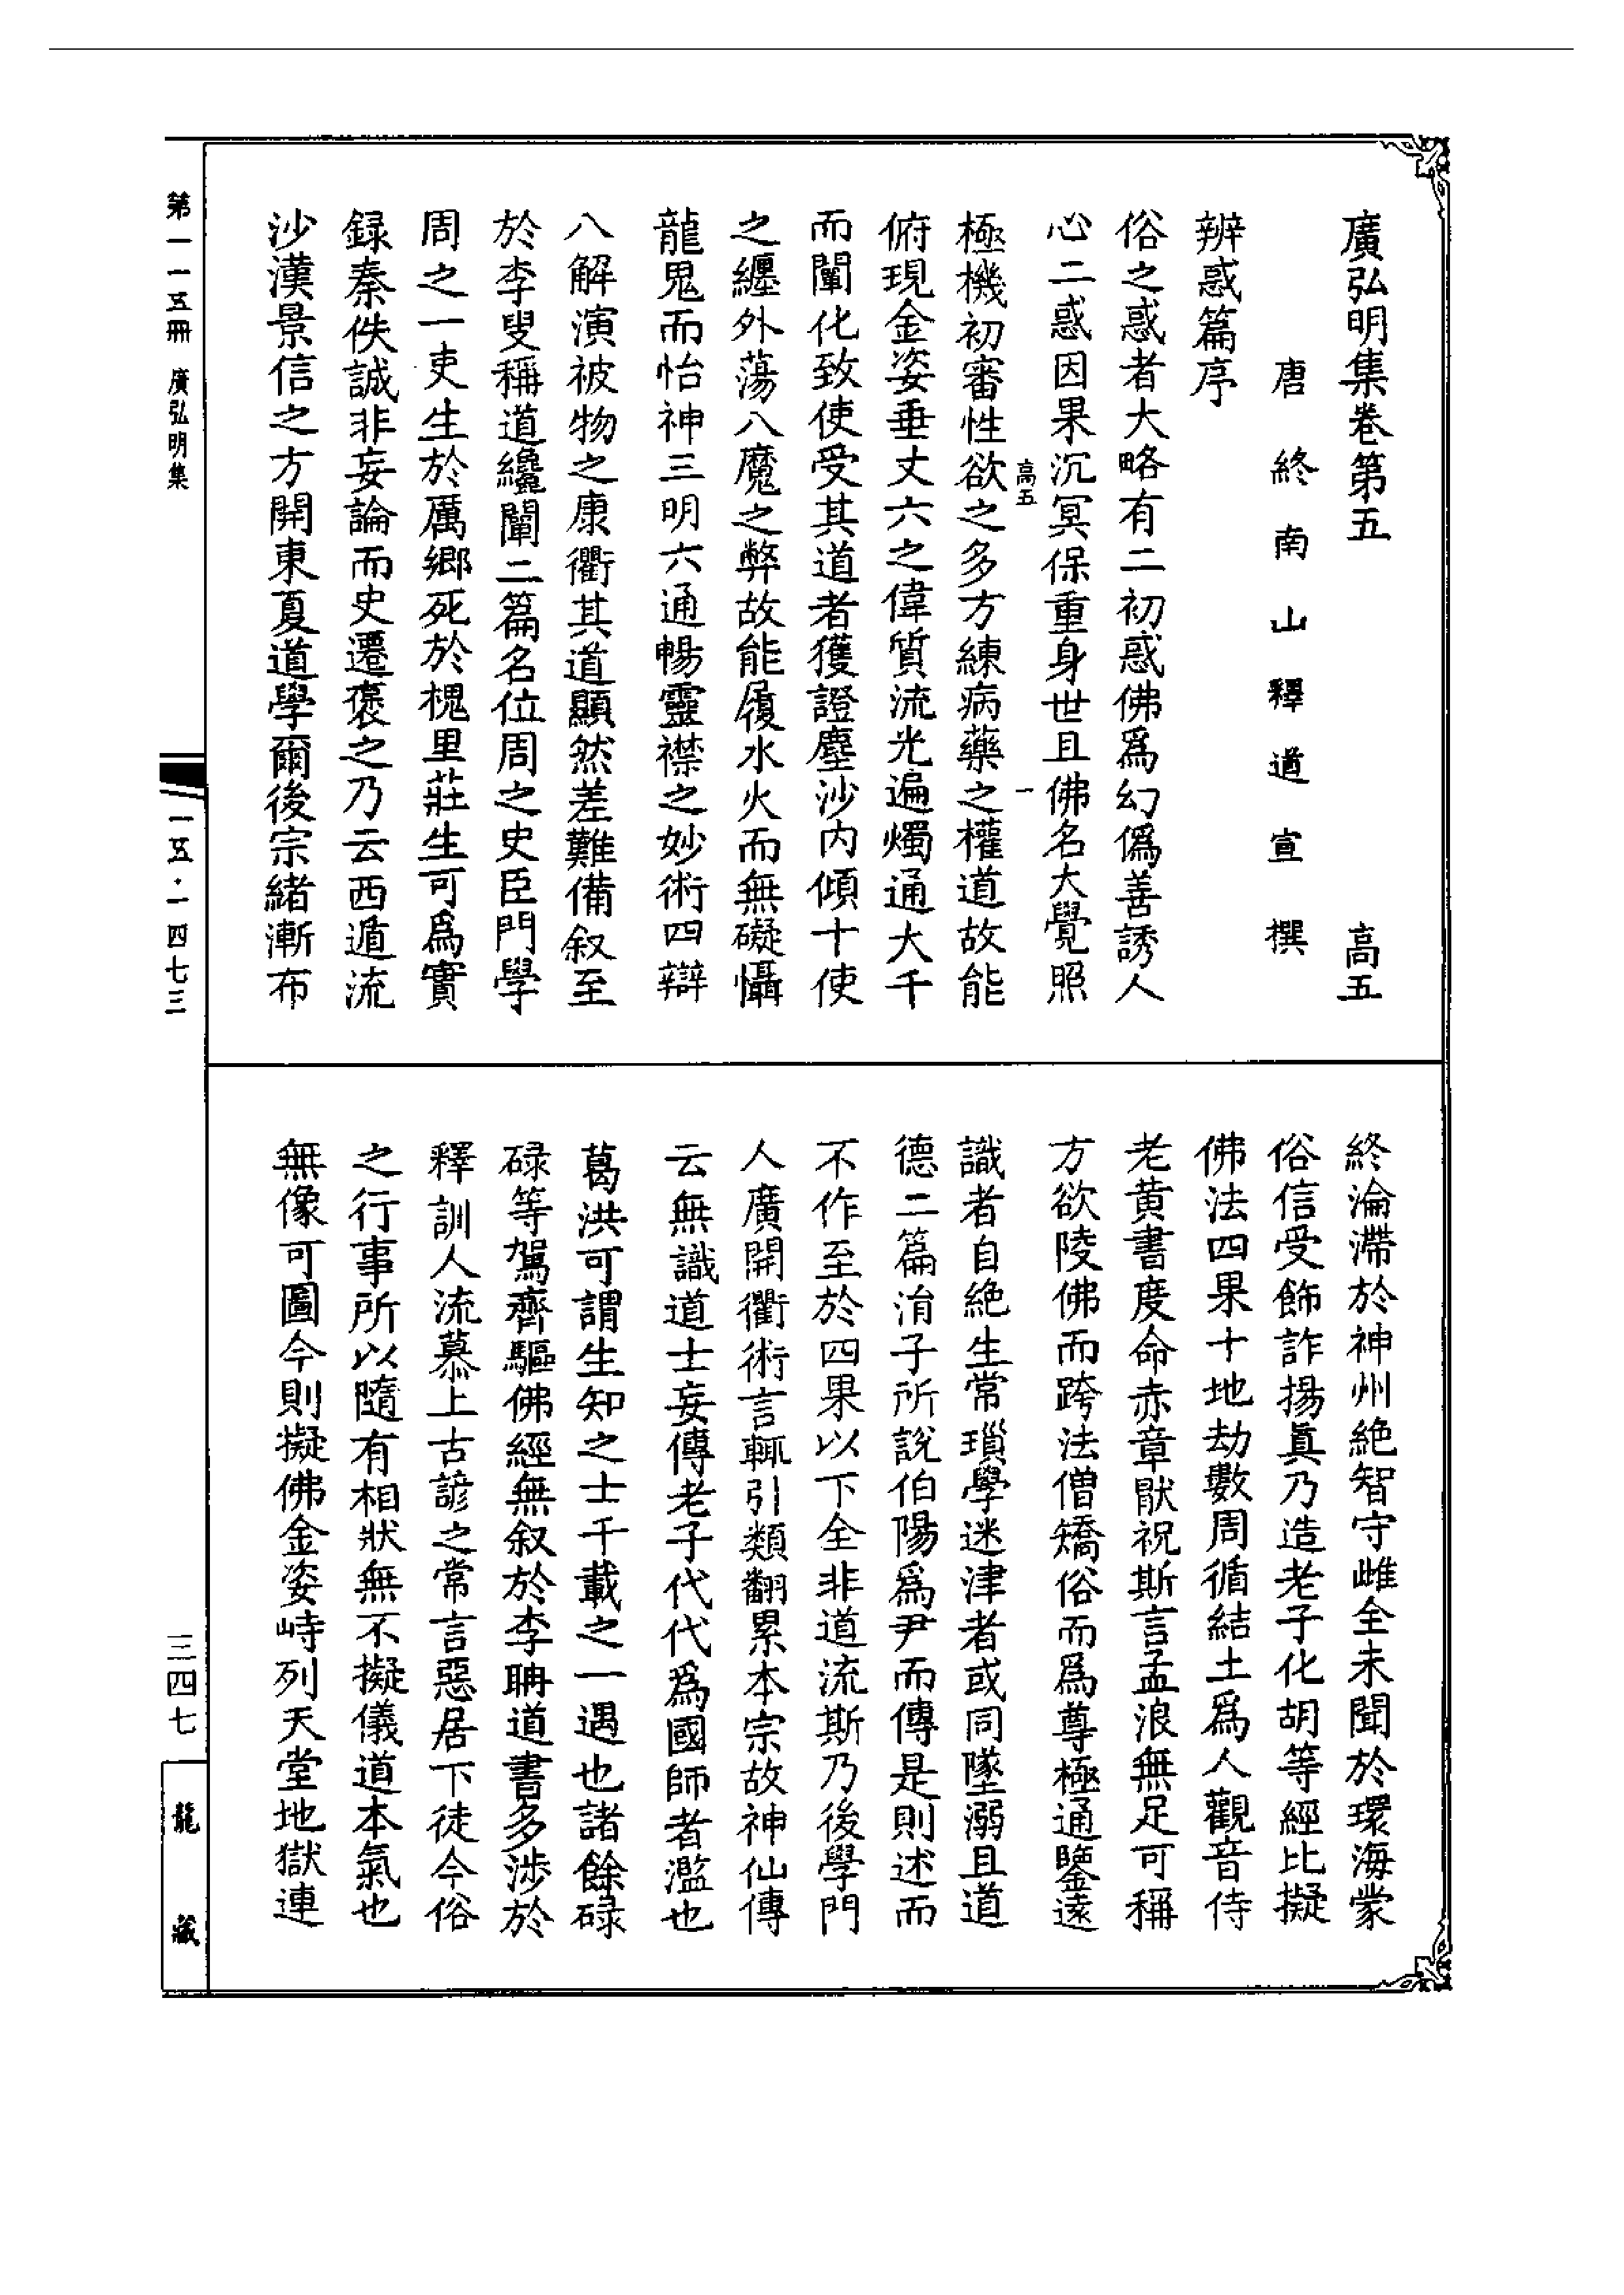 廣弘明集卷第五 高五
唐終南山釋道宣撰
辨惑篇序
俗之惑者大略有二初惑佛爲幻僞善誘人
心二惑因果沉冥保重身世且佛名大覺照
高五 一
極機初審性欲之多方練病藥之權道故能
俯現金姿垂丈六之偉質流光遍燭通大千
而闡化致使受其道者獲證塵沙內傾十使
之纏外蕩八魔之弊故能履水火而無礙懾
龍鬼而怡神三明六通暢靈襟之妙術四辯
八解演被物之康衢其道顯然差難備叙至
於李叟稱道纔闡二篇名位周之史臣門學
周之一吏生於厲鄉死於槐里莊生可爲實
録秦佚誠非妄論而史遷襃之乃云西遁流
沙漢景信之方開東夏道學爾後宗緒漸布
終淪滯於神州絶智守雌全未聞於環海蒙
俗信受飾詐揚真乃造老子化胡等經比擬
佛法四果十地劫數周循結土爲人觀音侍
老黃書度命赤章猒祝斯言孟浪無足可稱
方欲陵佛而跨法僧矯俗而爲尊極通鑒遠
識者自絶生常瑣學迷津者或同墜溺且道
德二篇涓子所說伯陽爲尹而傳是則述而
不作至於四果以下全非道流斯乃後學門
人廣開衢術言輒引類翻累本宗故神仙傳
云無識道士妄傳老子代代爲國師者濫也
葛洪可謂生知之士千載之一遇也諸餘碌
碌等駕齊驅佛經無叙於李聃道書多涉於
釋訓人流慕上古諺之常言惡居下徒今俗
之行事所以隨有相狀無不擬儀道本氣也
無像可圖今則擬佛金姿峙列天堂地獄連
第一一五冊 廣弘明集
一五·一四七三
三四七
龍藏